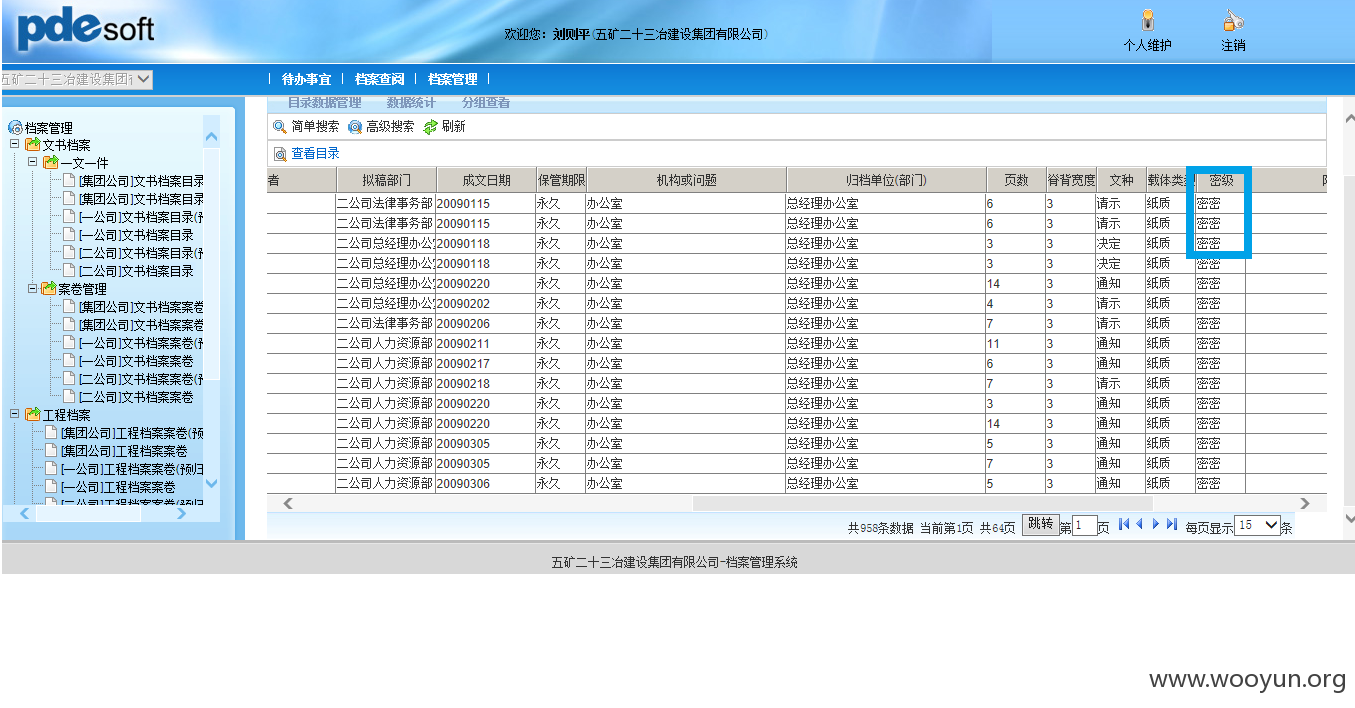 pdesoft
欢迎您：刘则平（五矿二十三冶建设集团有限公司）
个人维护 注销
五矿二十三冶建设集团
待办事宜 档案查阅 档案管理
目录数据管理 数据统计 分组查看
简单搜索 高级搜索 刷新
查看目录
档案管理
文书档案
一文一件
[集团公司]文书档案目录
[集团公司]文书档案目录
[一公司]文书档案目录(预
[一公司]文书档案目录
[二公司]文书档案目录(预
[二公司]文书档案目录
案卷管理
[集团公司]文书档案案卷
[集团公司]文书档案案卷
[一公司]文书档案案卷(预
[一公司]文书档案案卷
[二公司]文书档案案卷(预
[二公司]文书档案案卷
工程档案
[集团公司]工程档案案卷(预
[集团公司]工程档案案卷
[一公司]工程档案案卷(预归
[一公司]工程档案案卷
[二公司]工程档案案卷(预归
者 拟稿部门 成文日期 保管期限 机构或问题 归档单位(部门) 页数 脊背宽度 文种 载体类 密级
二公司法律事务部 20090115 永久 办公室 总经理办公室 6 3 请示 纸质 密密
二公司法律事务部 20090115 永久 办公室 总经理办公室 6 3 请示 纸质 密密
二公司总经理办公 20090118 永久 办公室 总经理办公室 3 3 决定 纸质 密密
二公司总经理办公 20090118 永久 办公室 总经理办公室 3 3 决定 纸质 密密
二公司总经理办公 20090220 永久 办公室 总经理办公室 14 3 通知 纸质 密密
二公司总经理办公 20090202 永久 办公室 总经理办公室 4 3 请示 纸质 密密
二公司法律事务部 20090206 永久 办公室 总经理办公室 7 3 请示 纸质 密密
二公司人力资源部 20090211 永久 办公室 总经理办公室 11 3 通知 纸质 密密
二公司人力资源部 20090217 永久 办公室 总经理办公室 6 3 通知 纸质 密密
二公司人力资源部 20090218 永久 办公室 总经理办公室 7 3 请示 纸质 密密
二公司人力资源部 20090220 永久 办公室 总经理办公室 3 3 通知 纸质 密密
二公司人力资源部 20090220 永久 办公室 总经理办公室 14 3 通知 纸质 密密
二公司人力资源部 20090305 永久 办公室 总经理办公室 5 3 通知 纸质 密密
二公司人力资源部 20090305 永久 办公室 总经理办公室 7 3 通知 纸质 密密
二公司人力资源部 20090306 永久 办公室 总经理办公室 5 3 通知 纸质 密密
共958条数据 当前第1页 共64页 跳转 第 1 页 每页显示 15 条
五矿二十三冶建设集团有限公司-档案管理系统
www.wooyun.org